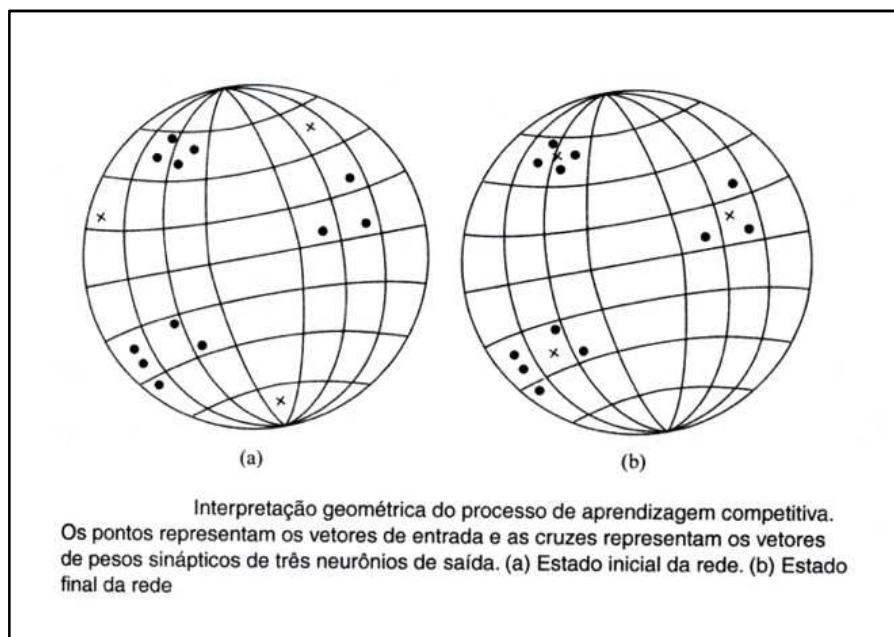 (a)
(b)
Interpretação geométrica do processo de aprendizagem competitiva.
Os pontos representam os vetores de entrada e as cruzes representam os vetores
de pesos sinápticos de três neurônios de saída. (a) Estado inicial da rede. (b) Estado
final da rede